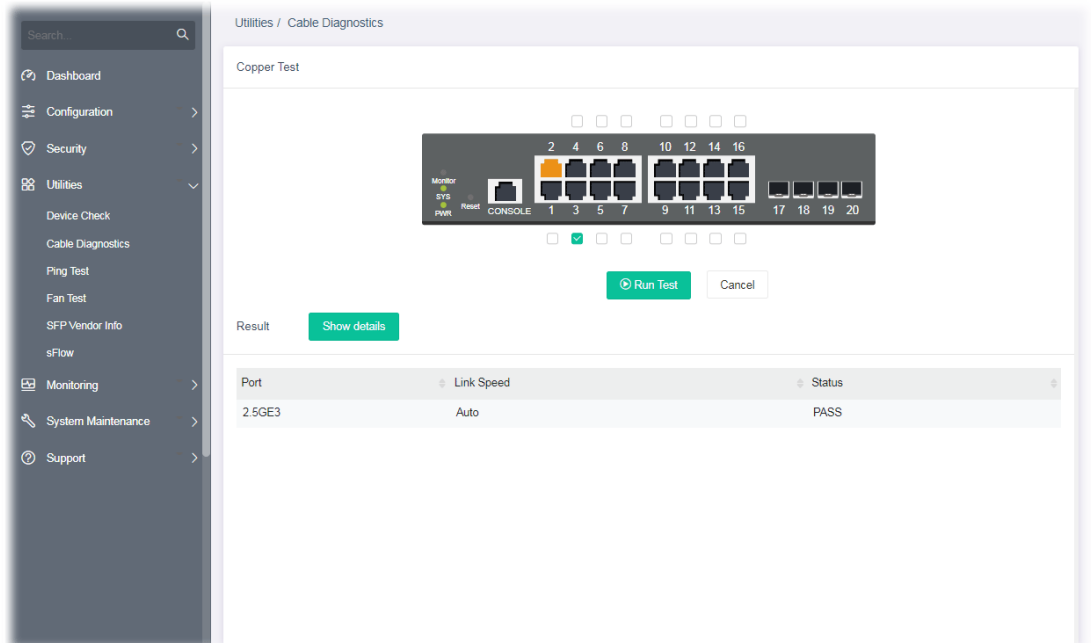 Search...
Dashboard
Configuration
Security
Utilities
Device Check
Cable Diagnostics
Ping Test
Fan Test
SFP Vendor Info
sFlow
Monitoring
System Maintenance
Support
Utilities / Cable Diagnostics
Copper Test
2 4 6 8 10 12 14 16
Monitor
SYS
PWR
Reset
CONSOLE
1 3 5 7 9 11 13 15 17 18 19 20
Run Test
Cancel
Result
Show details
Port Link Speed Status
2.5GE3 Auto PASS